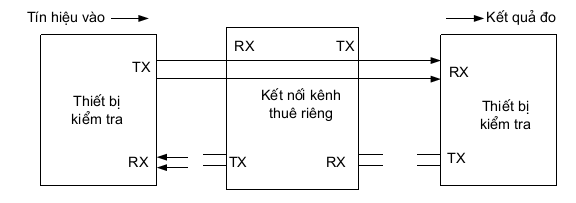 Tín hiệu vào
Kết quả đo
TX
RX
Thiết bị
kiểm tra
RX
TX
Kết nối kênh
thuê riêng
TX
RX
RX
Thiết bị
kiểm tra
TX